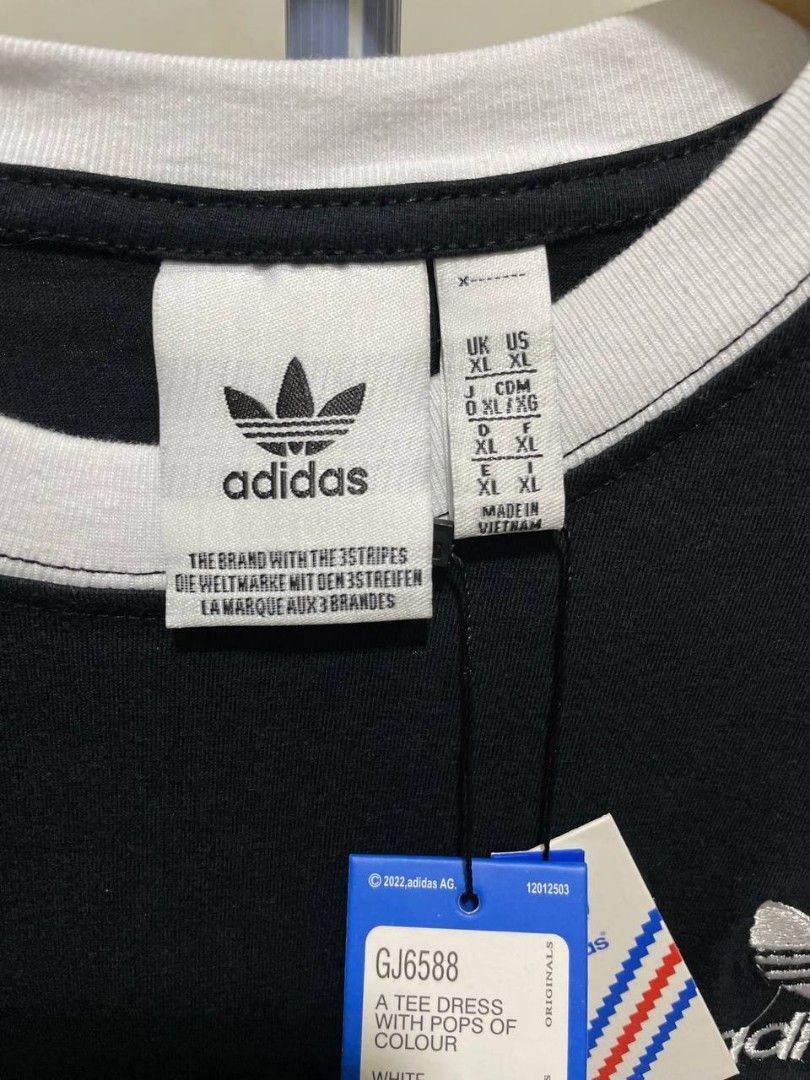 adidas
THE BRAND WITH THE 3 STRIPES
DIE WELTMARKE MIT DEN 3 STREIFEN
LA MARQUE AUX 3 BRANDES
X-------
UK US
XL XL
J CDM
O XL/XG
D F
XL XL
E I
XL XL
MADE IN
VIETNAM
© 2022,adidas AG. 12012503
GJ6588
A TEE DRESS
WITH POPS OF
COLOUR
WHITE
ORIGINALS